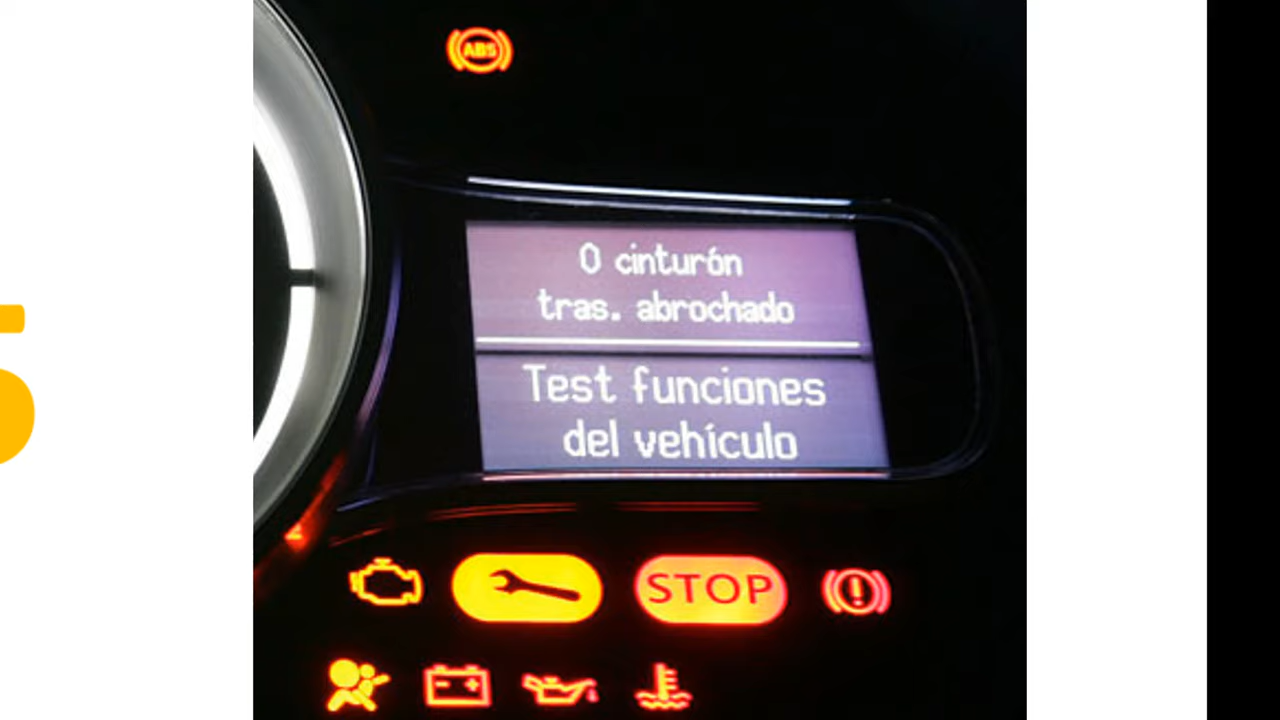 ABS
0 cinturón
tras. abrochado
Test funciones
del vehículo
STOP